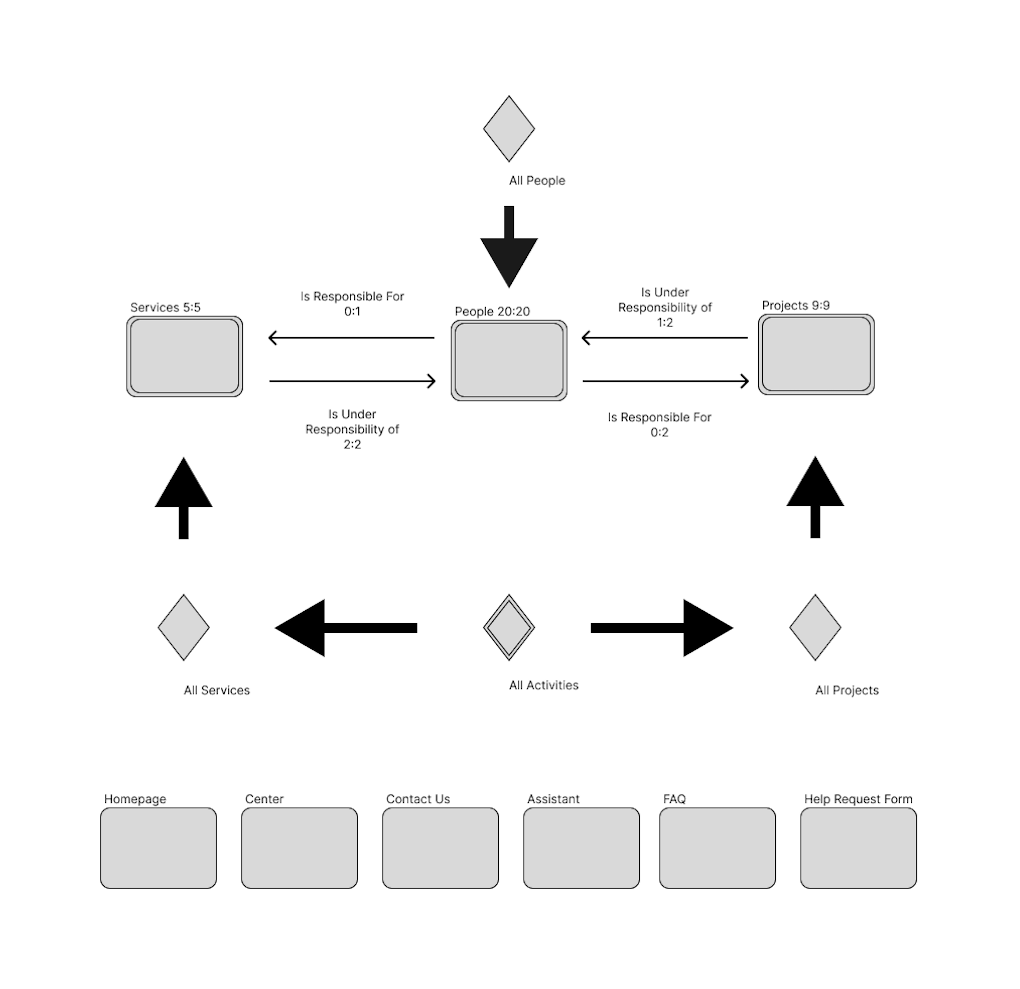 All People
Is Responsible For
0:1
Is Under
Responsibility of
1:2
Services 5:5
People 20:20
Projects 9:9
Is Under
Responsibility of
2:2
Is Responsible For
0:2
All Services
All Activities
All Projects
Homepage
Center
Contact Us
Assistant
FAQ
Help Request Form